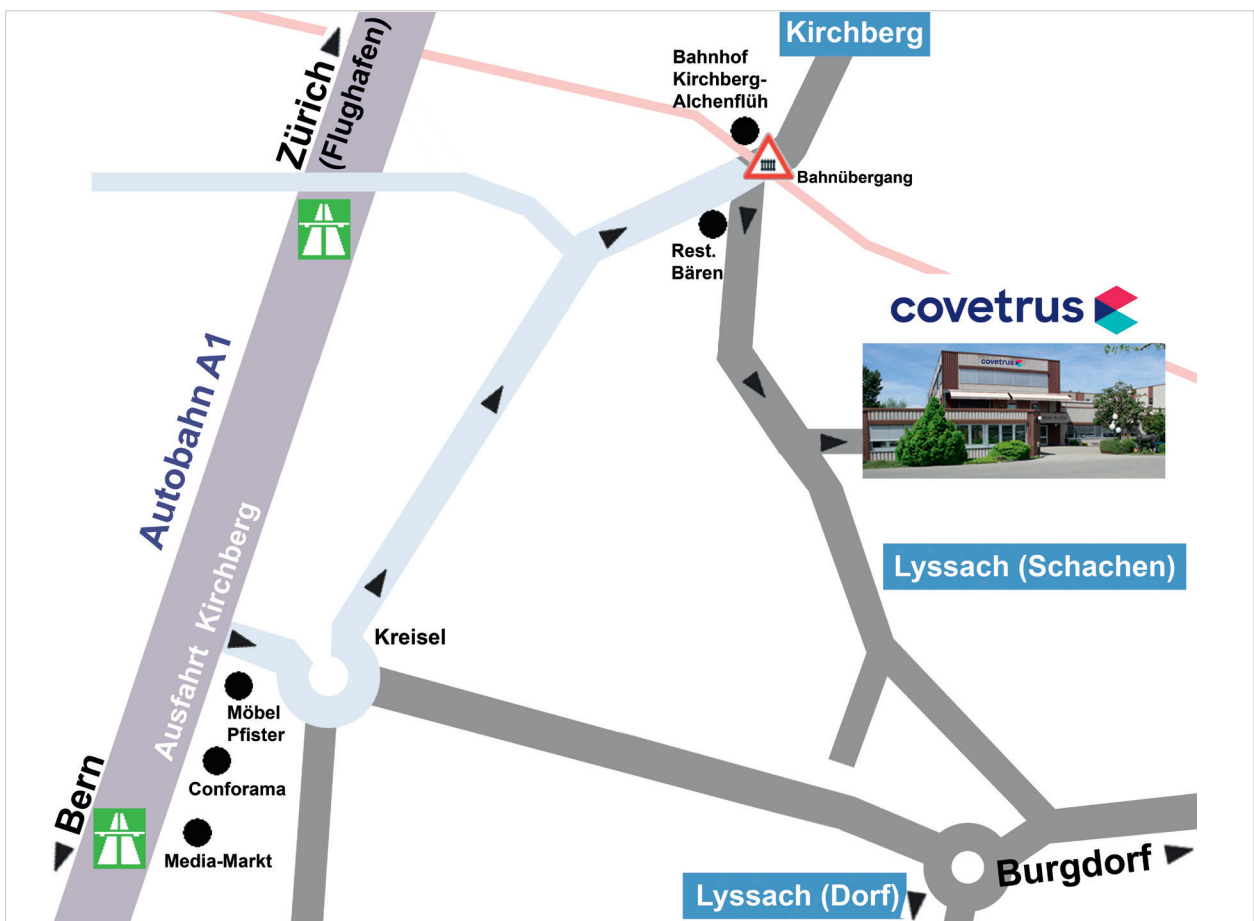 Kirchberg
Zürich
(Flughafen)
Bahnhof
Kirchberg-
Alchenflüh
Bahnübergang
Rest.
Bären
covetrus
covetrus
Autobahn A1
Ausfahrt Kirchberg
Lyssach (Schachen)
Kreisel
Möbel
Pfister
Conforama
Bern
Media-Markt
Burgdorf
Lyssach (Dorf)